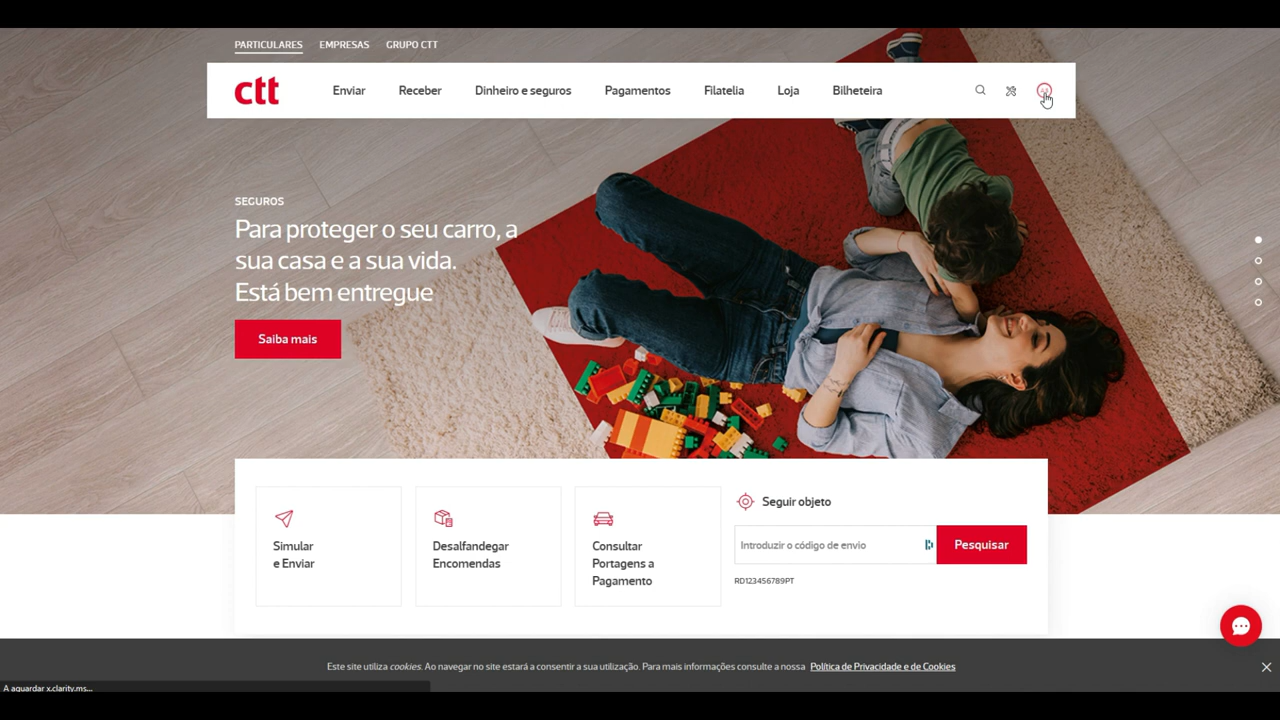 PARTICULARES EMPRESAS GRUPO CTT
ctt Enviar Receber Dinheiro e seguros Pagamentos Filatelia Loja Bilheteira
SEGUROS
Para proteger o seu carro, a
sua casa e a sua vida.
Está bem entregue
Saiba mais
Simular
e Enviar
Desalfandegar
Encomendas
Consultar
Portagens a
Pagamento
Seguir objeto
Introduzir o código de envio
Pesquisar
RD123456789PT
Este site utiliza cookies. Ao navegar no site estará a consentir a sua utilização. Para mais informações consulte a nossa Política de Privacidade e de Cookies
A aguardar x.clarity.ms...